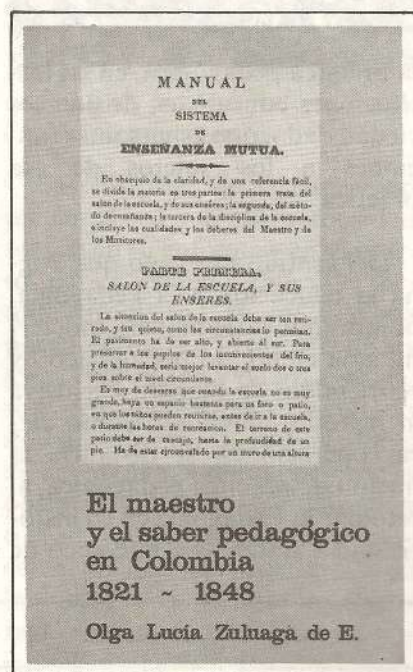 MANUAL
DEL
SISTEMA
DE
ENSEÑANZA MUTUA.
En obsequio de la claridad, y de una referencia fácil,
se divide la materia en tres partes: la primera trata del
salon de la escuela, y de sus enseres; la segunda, del méto-
do de enseñanza; la tercera de la disciplina de la escuela,
é incluye las cualidades y los deberes del Maestro y de
los Monitores.
PARTE PRIMERA,
SALON DE LA ESCUELA, Y SUS
ENSERES.
La situacion del salon de la escuela debe ser tan reti-
rado, y tan quieto, como las circunstancias lo permitan.
El pavimento ha de ser alto, y abierto al sur. Para
preservar a los pupilos de los inconvenientes del frio,
y de la humedad, seria mejor levantar el suelo dos o tres
pies sobre el nivel circunstante.
Es muy de desearse que cuando la escuela no es muy
grande, haya un espacio bastante para un foro o patio,
en que los niños puedan reunirse, antes de ir a la escuela,
o durante las horas de recreacion. El terreno de este
patio debe ser de cascajo, hasta la profundidad de un
pie. Ha de estar circunvalado por un muro de una altura
El maestro
y el saber pedagógico
en Colombia
1821 ~ 1848
Olga Lucía Zuluaga de E.